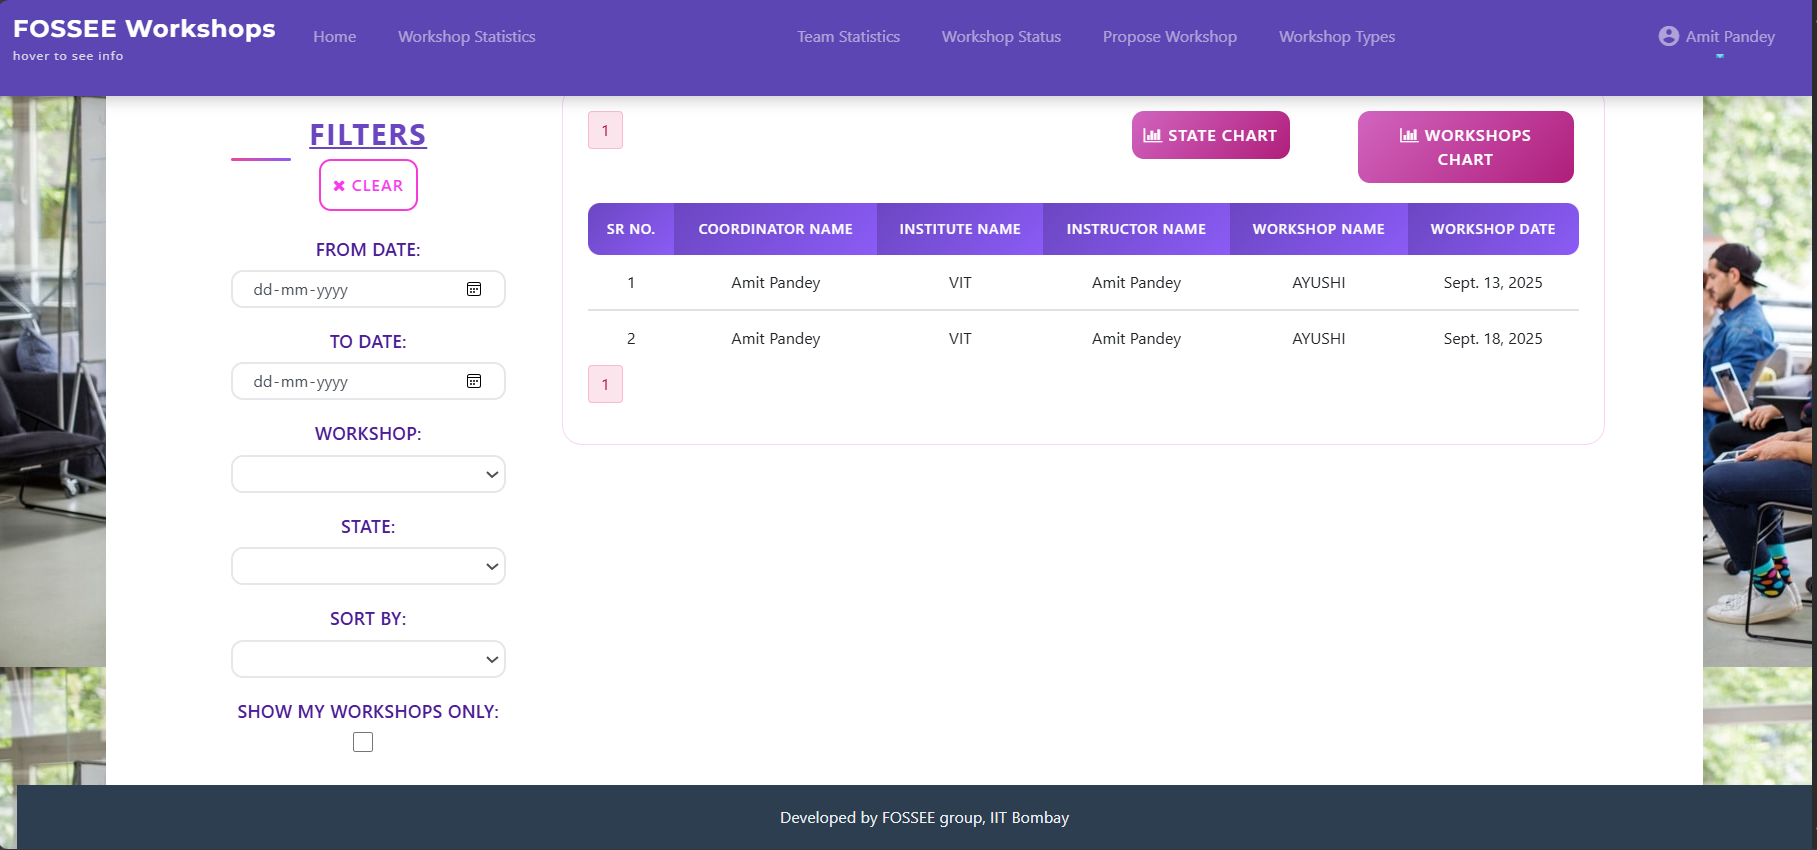 FOSSEE Workshops
hover to see info
Home
Workshop Statistics
Team Statistics
Workshop Status
Propose Workshop
Workshop Types
Amit Pandey
FILTERS
✖ CLEAR
FROM DATE:
dd-mm-yyyy
TO DATE:
dd-mm-yyyy
WORKSHOP:
STATE:
SORT BY:
SHOW MY WORKSHOPS ONLY:
1
STATE CHART
WORKSHOPS
CHART
SR NO. COORDINATOR NAME INSTITUTE NAME INSTRUCTOR NAME WORKSHOP NAME WORKSHOP DATE
1 Amit Pandey VIT Amit Pandey AYUSHI Sept. 13, 2025
2 Amit Pandey VIT Amit Pandey AYUSHI Sept. 18, 2025
1
Developed by FOSSEE group, IIT Bombay